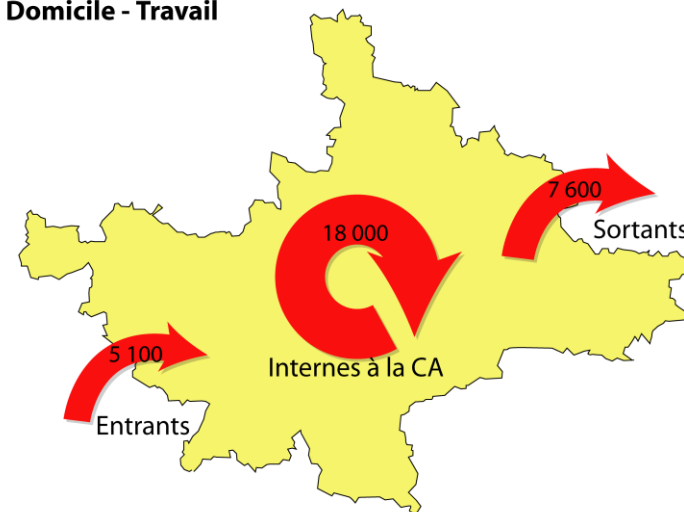 Domicile - Travail
7 600
Sortants
18 000
5 100
Internes à la CA
Entrants